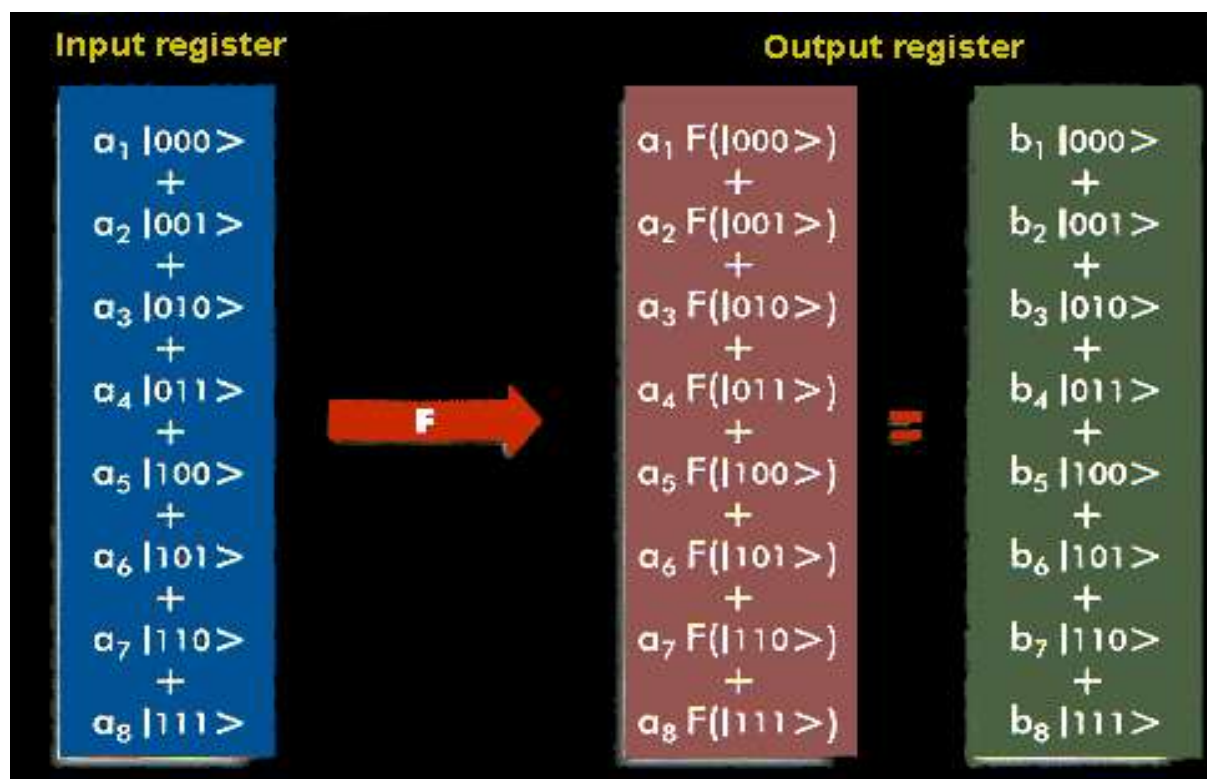 Input register
a₁ |000>
+
a₂ |001>
+
a₃ |010>
+
a₄ |011>
+
a₅ |100>
+
a₆ |101>
+
a₇ |110>
+
a₈ |111>
F
Output register
a₁ F(|000>)
+
a₂ F(|001>)
+
a₃ F(|010>)
+
a₄ F(|011>)
+
a₅ F(|100>)
+
a₆ F(|101>)
+
a₇ F(|110>)
+
a₈ F(|111>)
=
b₁ |000>
+
b₂ |001>
+
b₃ |010>
+
b₄ |011>
+
b₅ |100>
+
b₆ |101>
+
b₇ |110>
+
b₈ |111>